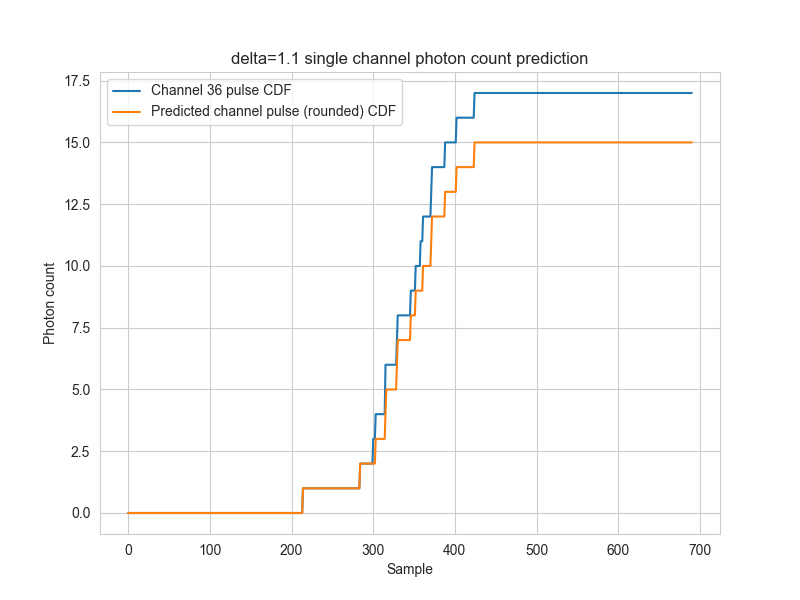 delta=1.1 single channel photon count prediction
Channel 36 pulse CDF
Predicted channel pulse (rounded) CDF
17.5
15.0
12.5
10.0
7.5
5.0
2.5
0.0
Photon count
0 100 200 300 400 500 600 700
Sample